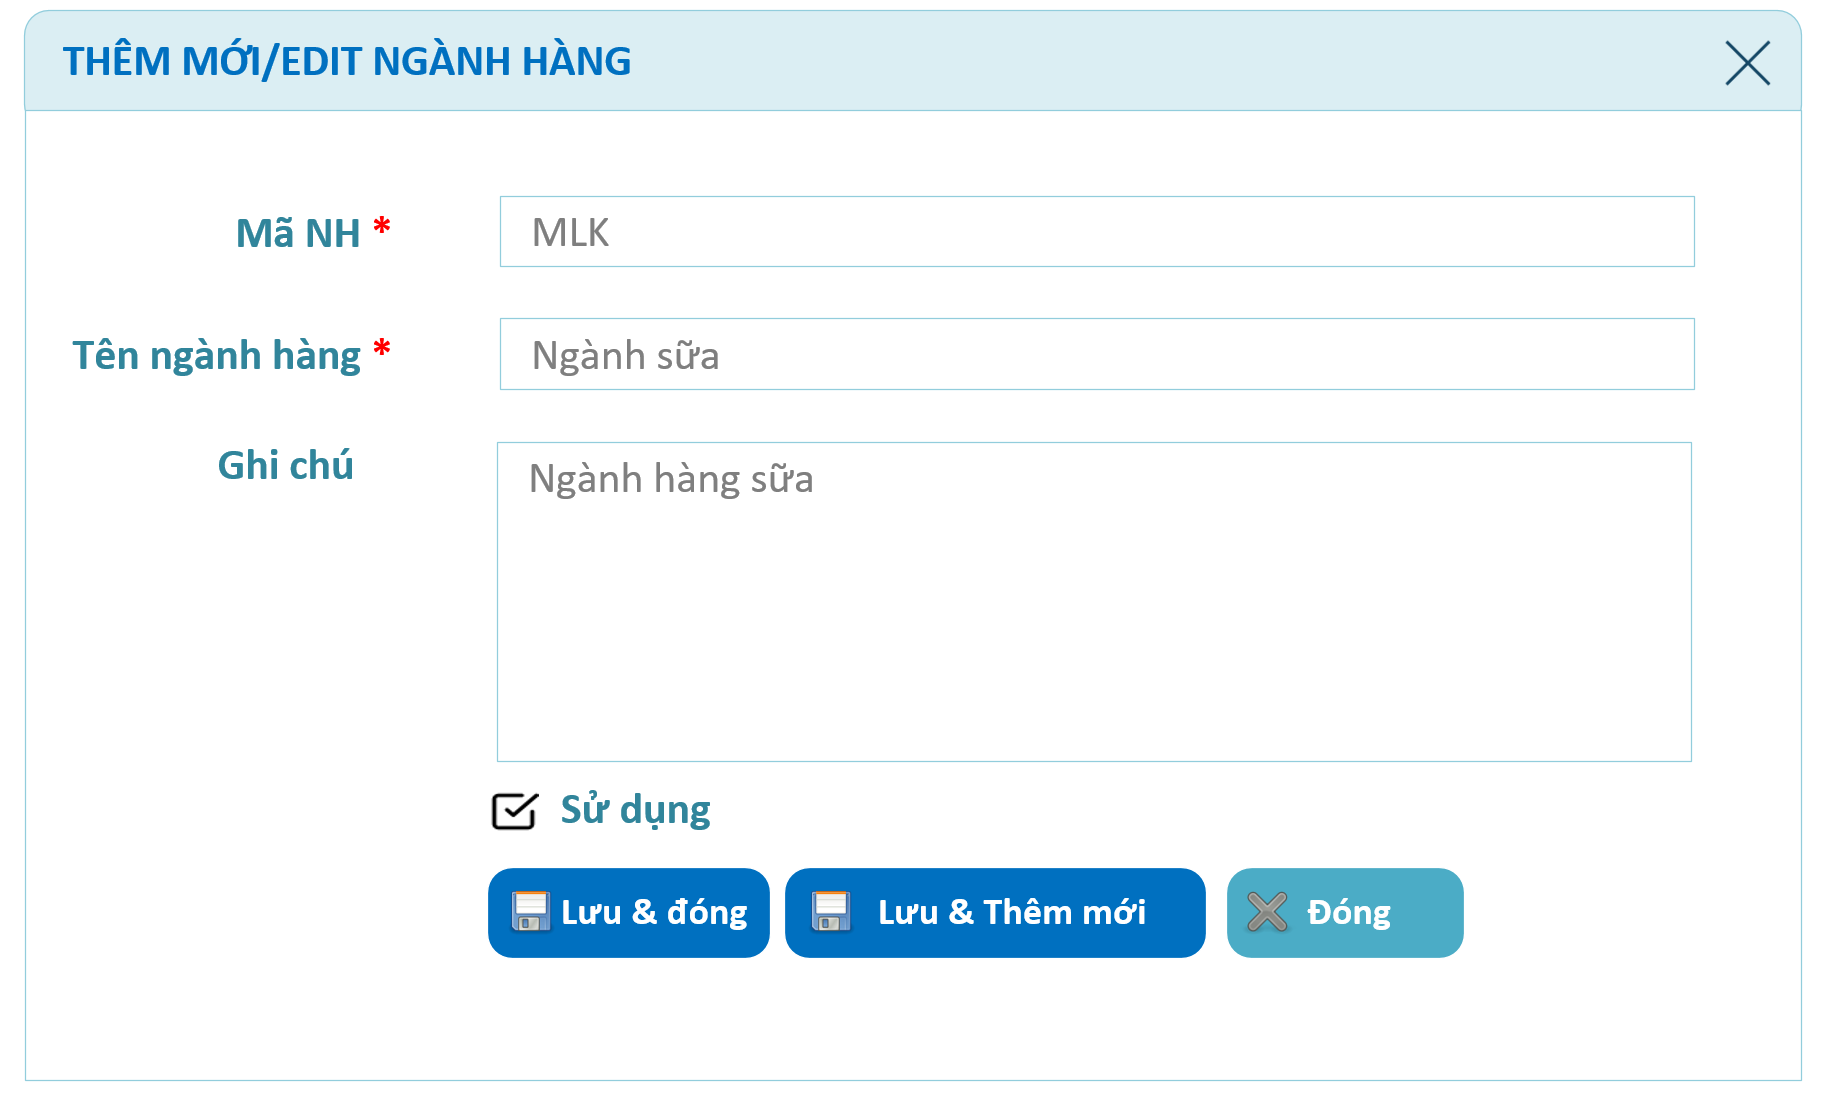 THÊM MỚI/EDIT NGÀNH HÀNG
Mã NH * MLK
Tên ngành hàng * Ngành sữa
Ghi chú Ngành hàng sữa
Sử dụng
Lưu & đóng Lưu & Thêm mới Đóng